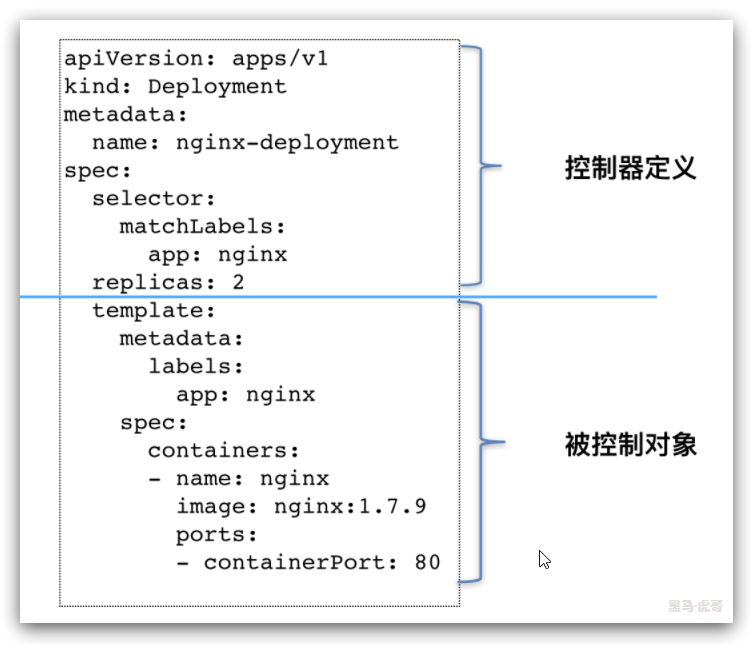 apiVersion: apps/v1
kind: Deployment
metadata:
  name: nginx-deployment
spec:
  selector:
    matchLabels:
      app: nginx
  replicas: 2
控制器定义
  template:
    metadata:
      labels:
        app: nginx
    spec:
      containers:
      - name: nginx
        image: nginx:1.7.9
        ports:
        - containerPort: 80
被控制对象
黑马·虎哥